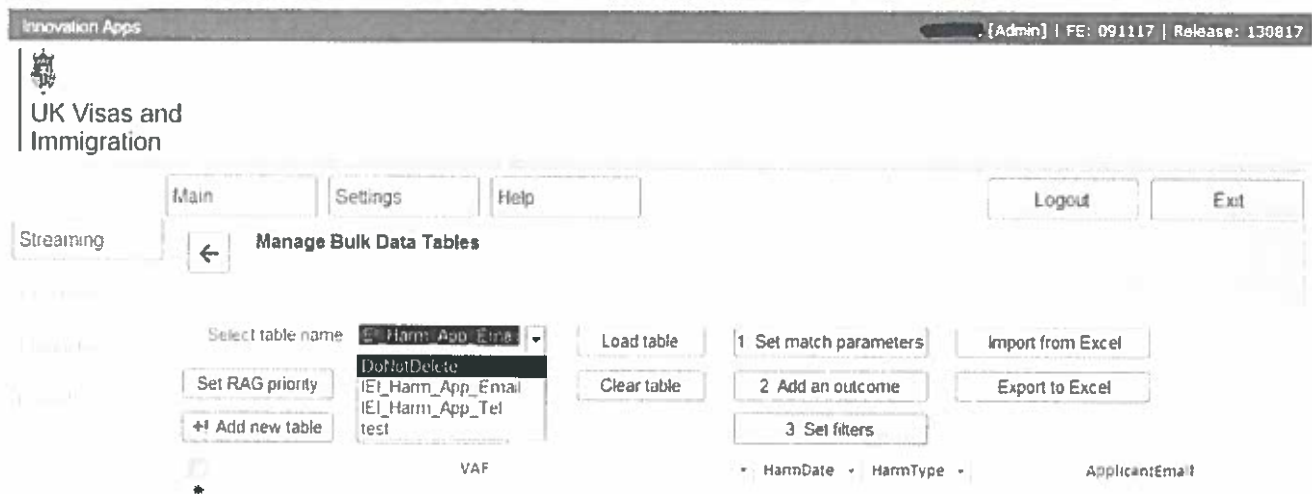 Innovation Apps
[Admin] | FE: 091117 | Release: 130817
UK Visas and
Immigration
Main Settings Help Logout Exit
Streaming
← Manage Bulk Data Tables
Select table name IEI_Harm_App_Emai Load table 1 Set match parameters Import from Excel
DoNotDelete
Set RAG priority IEI_Harm_App_Email Clear table 2 Add an outcome Export to Excel
IEI_Harm_App_Tel
Add new table test 3 Set filters
VAF HarmDate HarmType ApplicantEmail
*